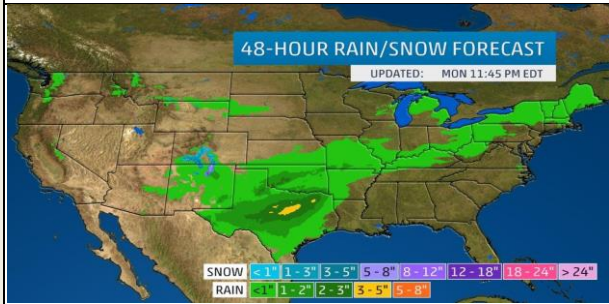 48-HOUR RAIN/SNOW FORECAST
UPDATED: MON 11:45 PM EDT
SNOW <1" 1 - 3" 3 - 5" 5 - 8" 8 - 12" 12 - 18" 18 - 24" > 24"
RAIN <1" 1 - 2" 2 - 3" 3 - 5" 5 - 8"